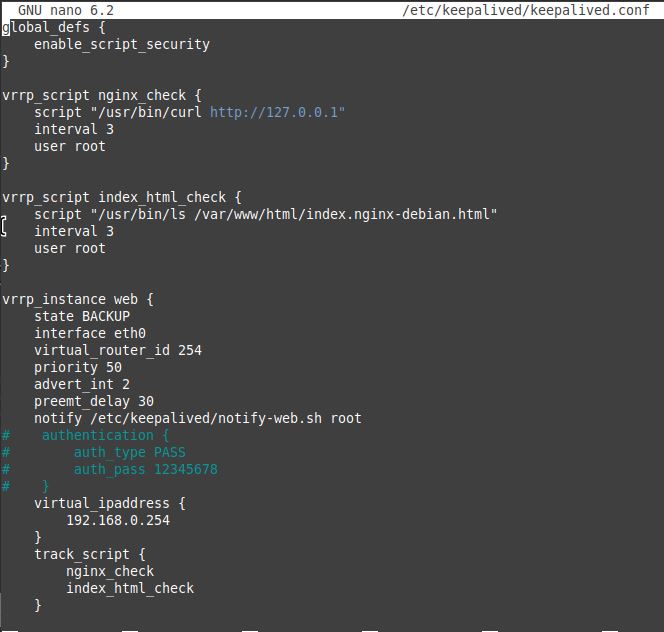 GNU nano 6.2 /etc/keepalived/keepalived.conf
global_defs {
    enable_script_security
}

vrrp_script nginx_check {
    script "/usr/bin/curl http://127.0.0.1"
    interval 3
    user root
}

vrrp_script index_html_check {
    script "/usr/bin/ls /var/www/html/index.nginx-debian.html"
    interval 3
    user root
}

vrrp_instance web {
    state BACKUP
    interface eth0
    virtual_router_id 254
    priority 50
    advert_int 2
    preemt_delay 30
    notify /etc/keepalived/notify-web.sh root
#    authentication {
#        auth_type PASS
#        auth_pass 12345678
#    }
    virtual_ipaddress {
        192.168.0.254
    }
    track_script {
        nginx_check
        index_html_check
    }